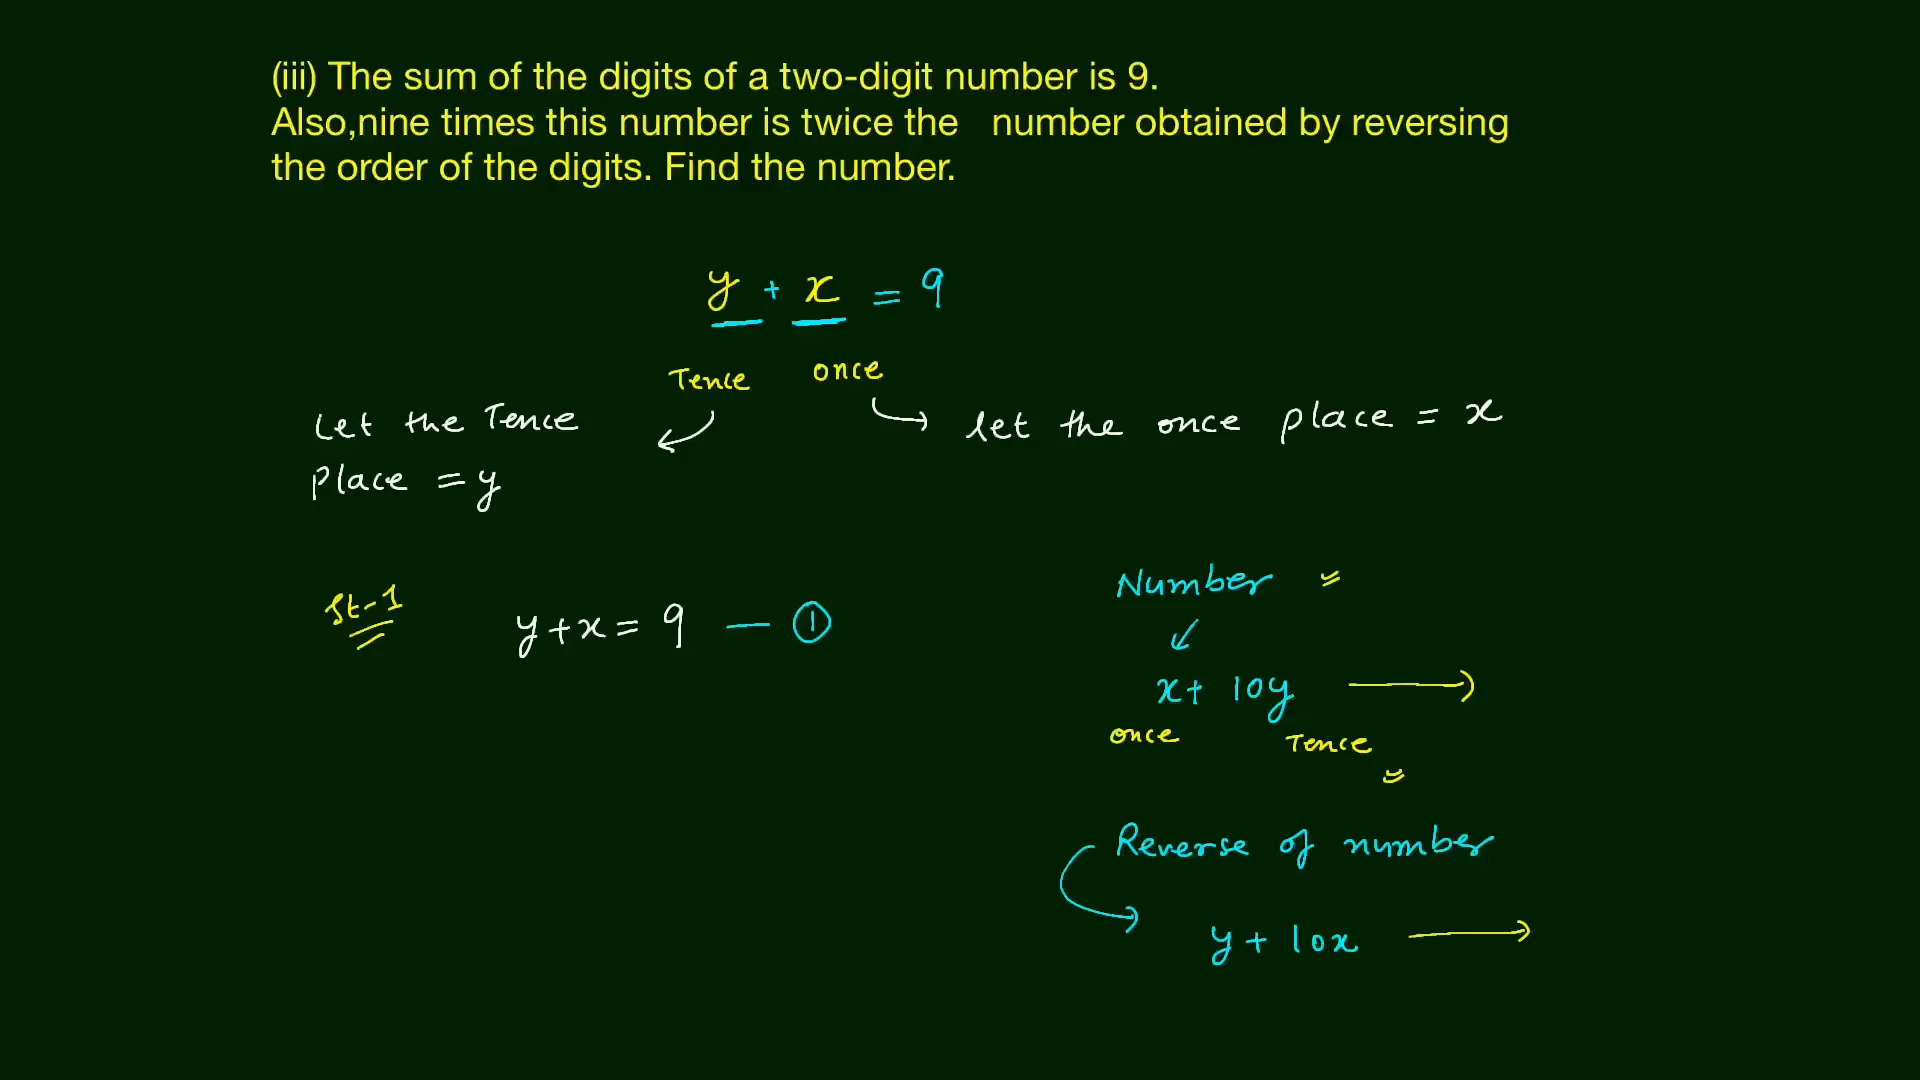 (iii) The sum of the digits of a two-digit number is 9.
Also,nine times this number is twice the number obtained by reversing
the order of the digits. Find the number.
y + x = 9
Tence once
Let the Tence
Place = y
let the once place = x
St-1
y + x = 9 — ①
Number =
x + 10y
once Tence
Reverse of number
y + 10x